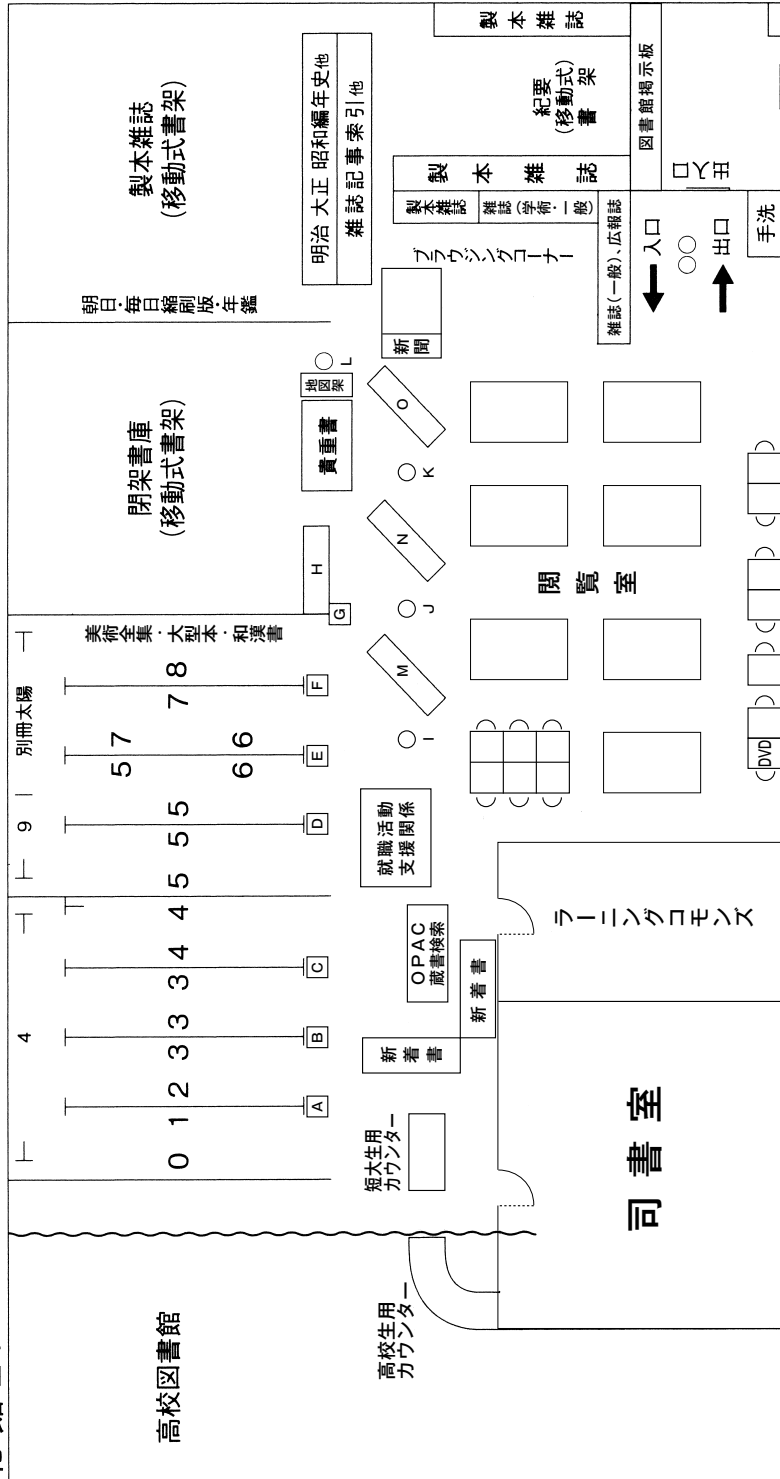 高校図書館
高校生用
カウンター
短大生用
カウンター
司書室
ラーニングコモンズ
新着書
新着書
OPAC
蔵書検索
就職活動
支援関係
4
9
別冊太陽
0
1
2
3
3
3
4
4
5
5
5
5
7
6
6
7
8
A
B
C
D
E
F
G
H
I
J
K
L
M
N
O
美術全集・大型本・和漢書
閉架書庫
(移動式書架)
貴重書
地図架
朝日・毎日縮刷版・年鑑
製本雑誌
(移動式書架)
明治 大正 昭和編年史他
雑誌記事索引他
新聞
ブラウジングコーナー
製本雑誌
雑誌(学術・一般)
製本雑誌
紀要
(移動式)
書架
製本雑誌
図書館掲示板
雑誌(一般)、広報誌
入口
出口
出入口
手洗
閲覧室
DVD